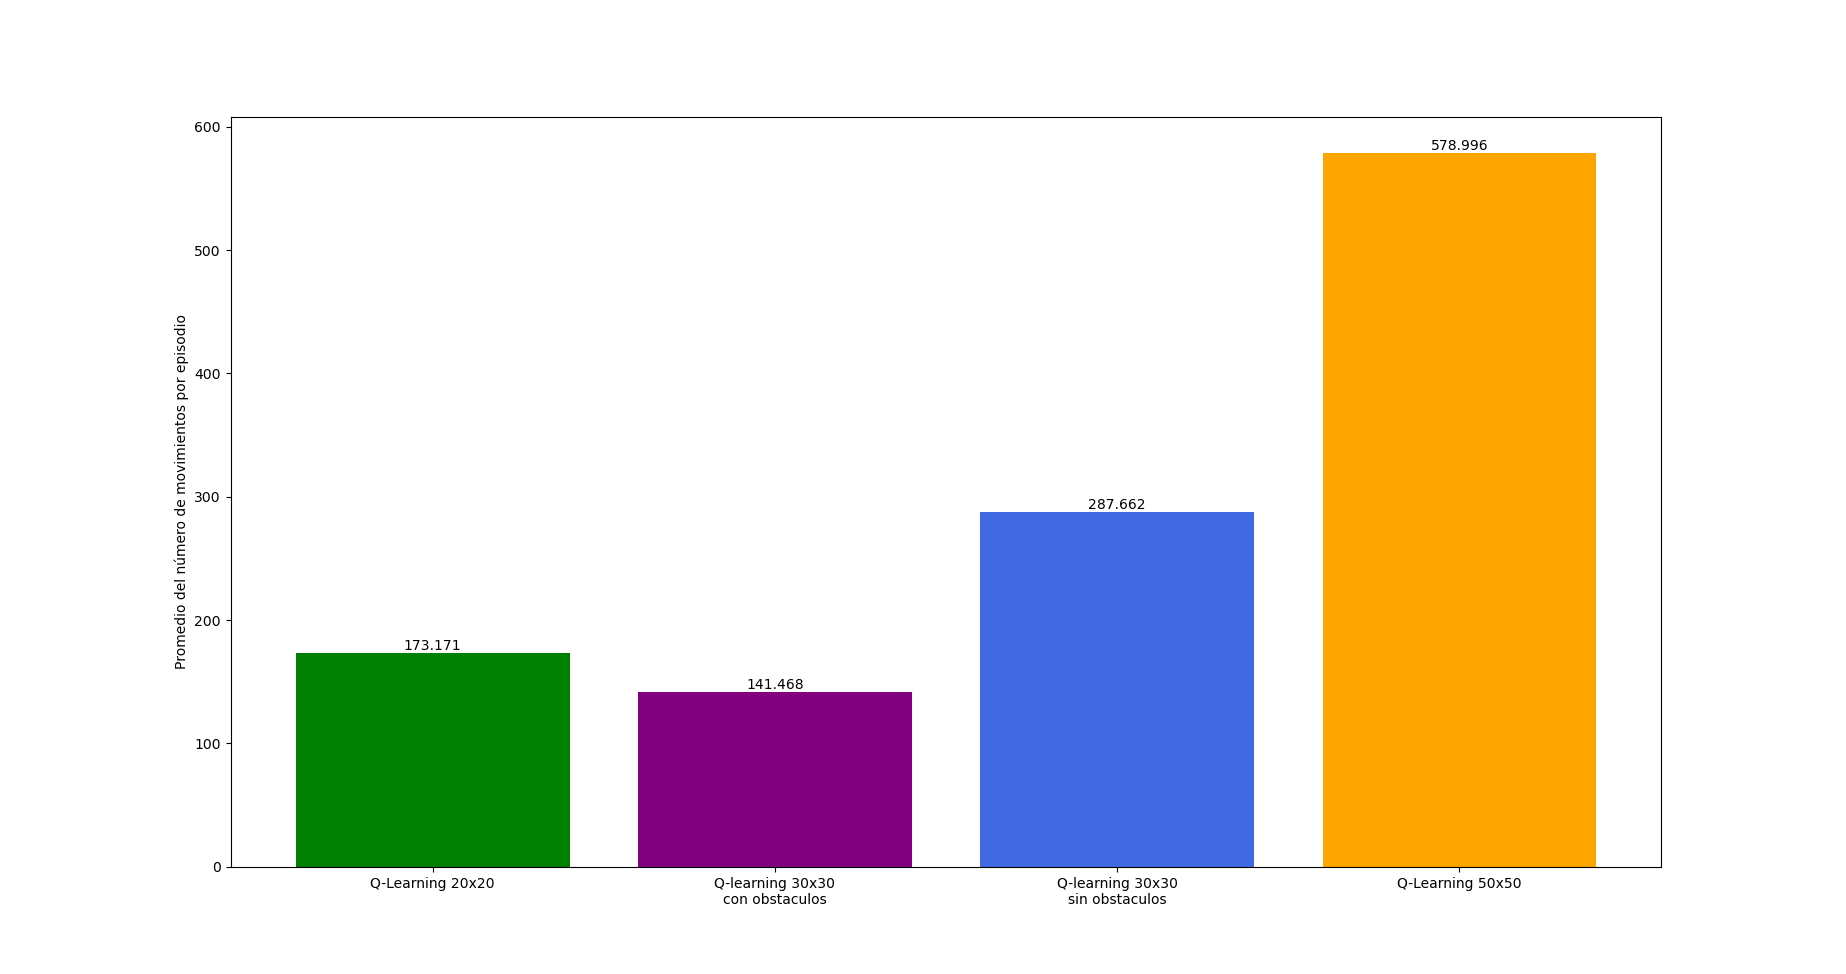 600
500
400
300
200
100
0
Promedio del número de movimientos por episodio
173.171
141.468
287.662
578.996
Q-Learning 20x20
Q-learning 30x30
con obstaculos
Q-learning 30x30
sin obstaculos
Q-Learning 50x50